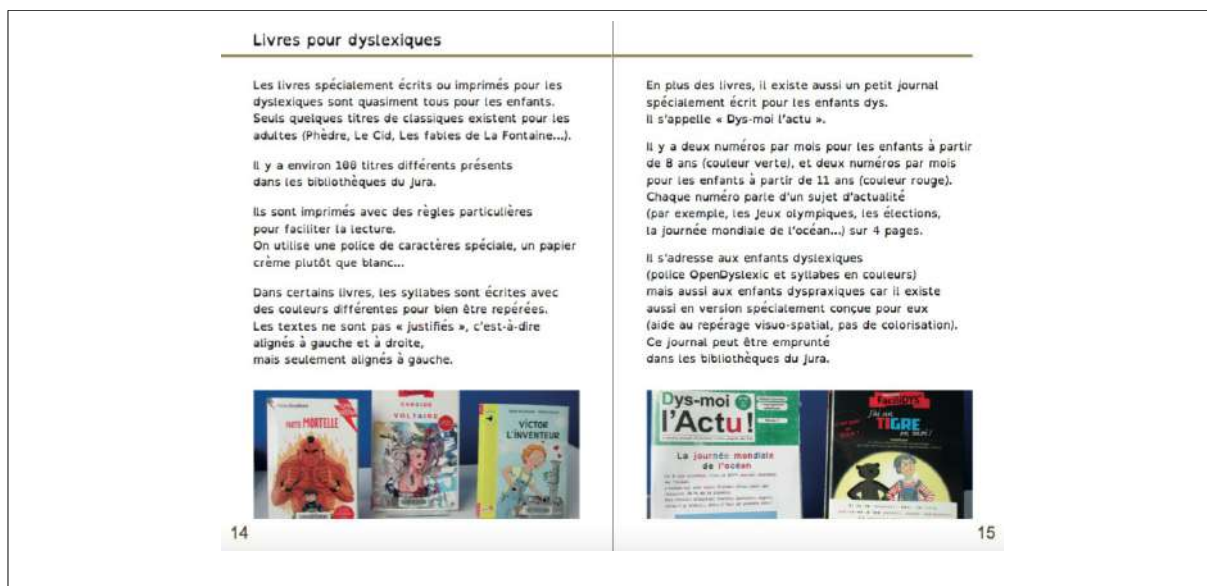 Livres pour dyslexiques
Les livres spécialement écrits ou imprimés pour les
dyslexiques sont quasiment tous pour les enfants.
Seuls quelques titres de classiques existent pour les
adultes (Phèdre, Le Cid, Les fables de La Fontaine...).
Il y a environ 100 titres différents présents
dans les bibliothèques du Jura.
Ils sont imprimés avec des règles particulières
pour faciliter la lecture.
On utilise une police de caractères spéciale, un papier
crème plutôt que blanc...
Dans certains livres, les syllabes sont écrites avec
des couleurs différentes pour bien être repérées.
Les textes ne sont pas « justifiés », c'est-à-dire
alignés à gauche et à droite,
mais seulement alignés à gauche.
MORTELLE
CANDIDE
VOLTAIRE
VICTOR
L'INVENTEUR
14
En plus des livres, il existe aussi un petit journal
spécialement écrit pour les enfants dys.
Il s'appelle « Dys-moi l'actu ».
Il y a deux numéros par mois pour les enfants à partir
de 8 ans (couleur verte), et deux numéros par mois
pour les enfants à partir de 11 ans (couleur rouge).
Chaque numéro parle d'un sujet d'actualité
(par exemple, les Jeux olympiques, les élections,
la journée mondiale de l'océan...) sur 4 pages.
Il s'adresse aux enfants dyslexiques
(police OpenDyslexic et syllabes en couleurs)
mais aussi aux enfants dyspraxiques car il existe
aussi en version spécialement conçue pour eux
(aide au repérage visuo-spatial, pas de colorisation).
Ce journal peut être emprunté
dans les bibliothèques du Jura.
Dys-moi
l'Actu !
La journée mondiale
de l'océan
FacilIDYS
J'ai un
TIGRE
15